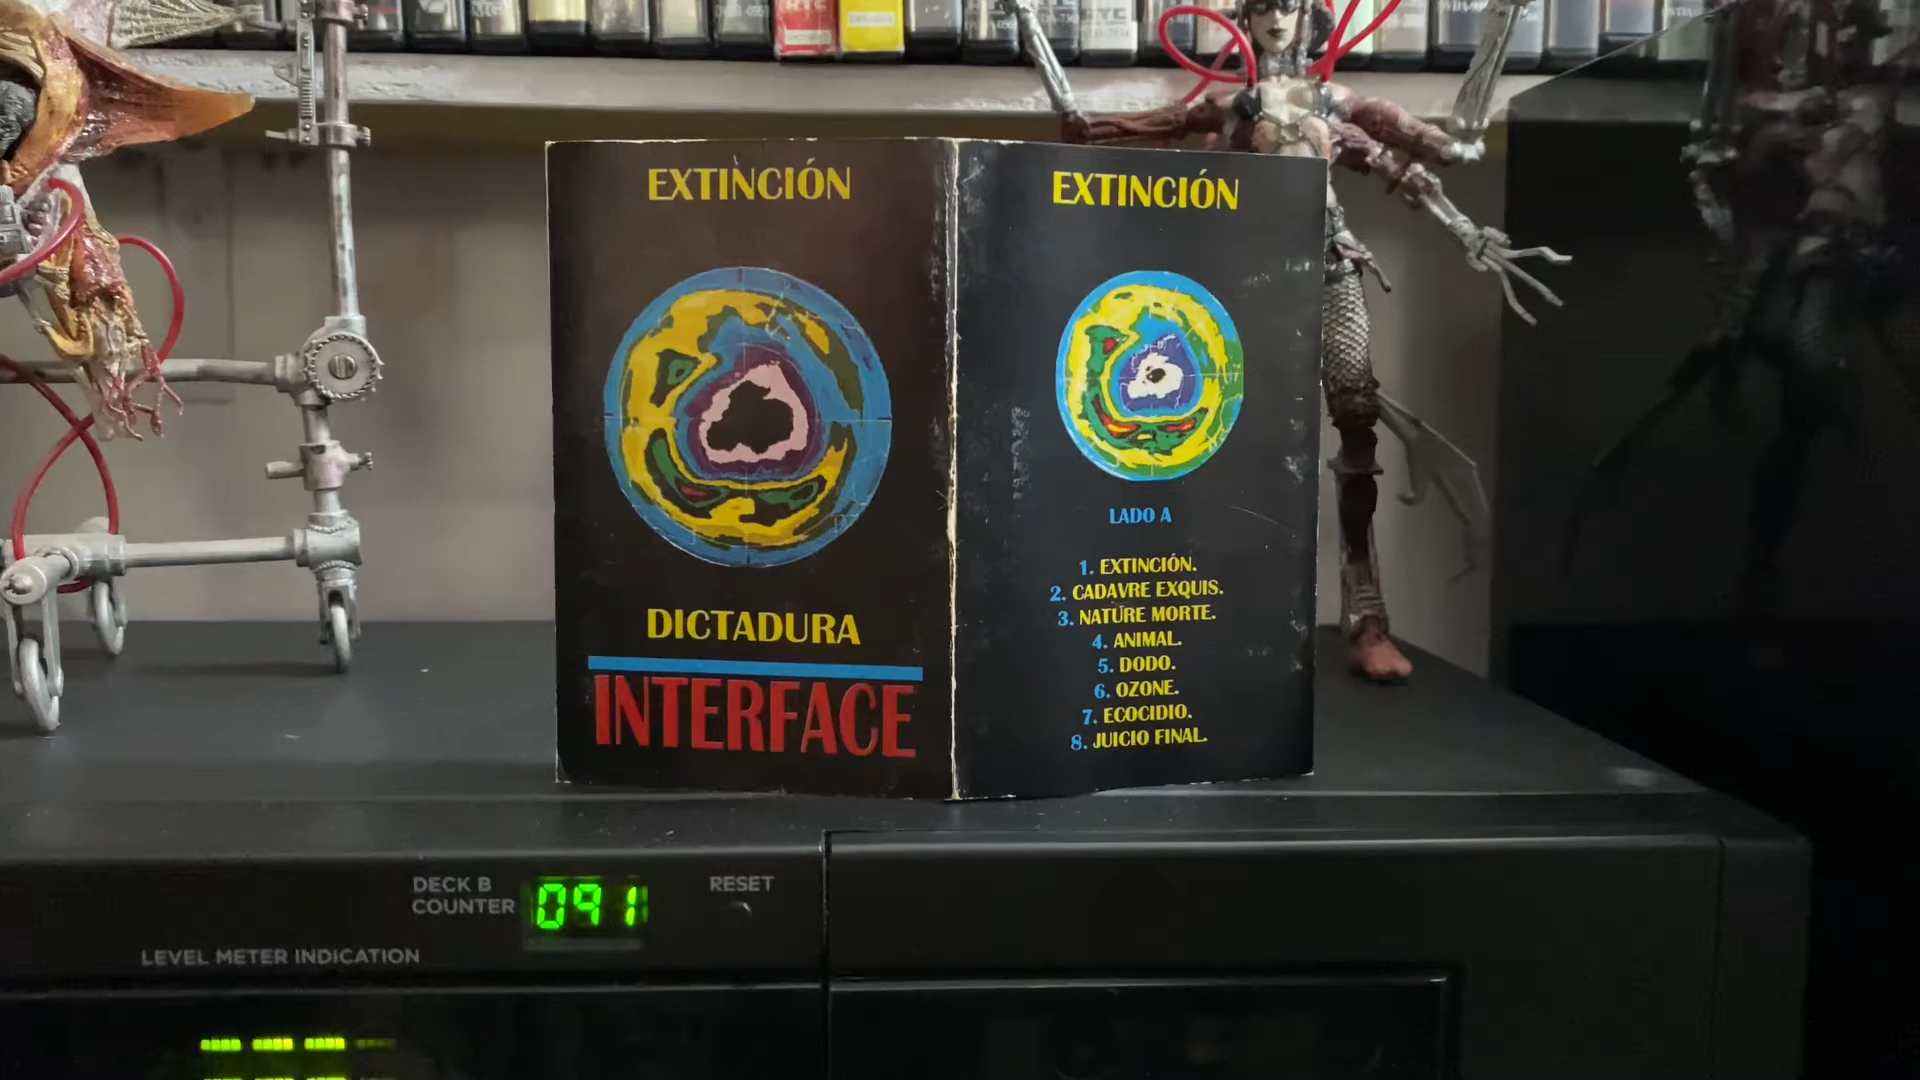 RTC
EXTINCIÓN
DICTADURA
INTERFACE
EXTINCIÓN
LADO A
1. EXTINCIÓN.
2. CADAVRE EXQUIS.
3. NATURE MORTE.
4. ANIMAL.
5. DODO.
6. OZONE.
7. ECOCIDIO.
8. JUICIO FINAL.
DECK B
COUNTER
091
RESET
LEVEL METER INDICATION